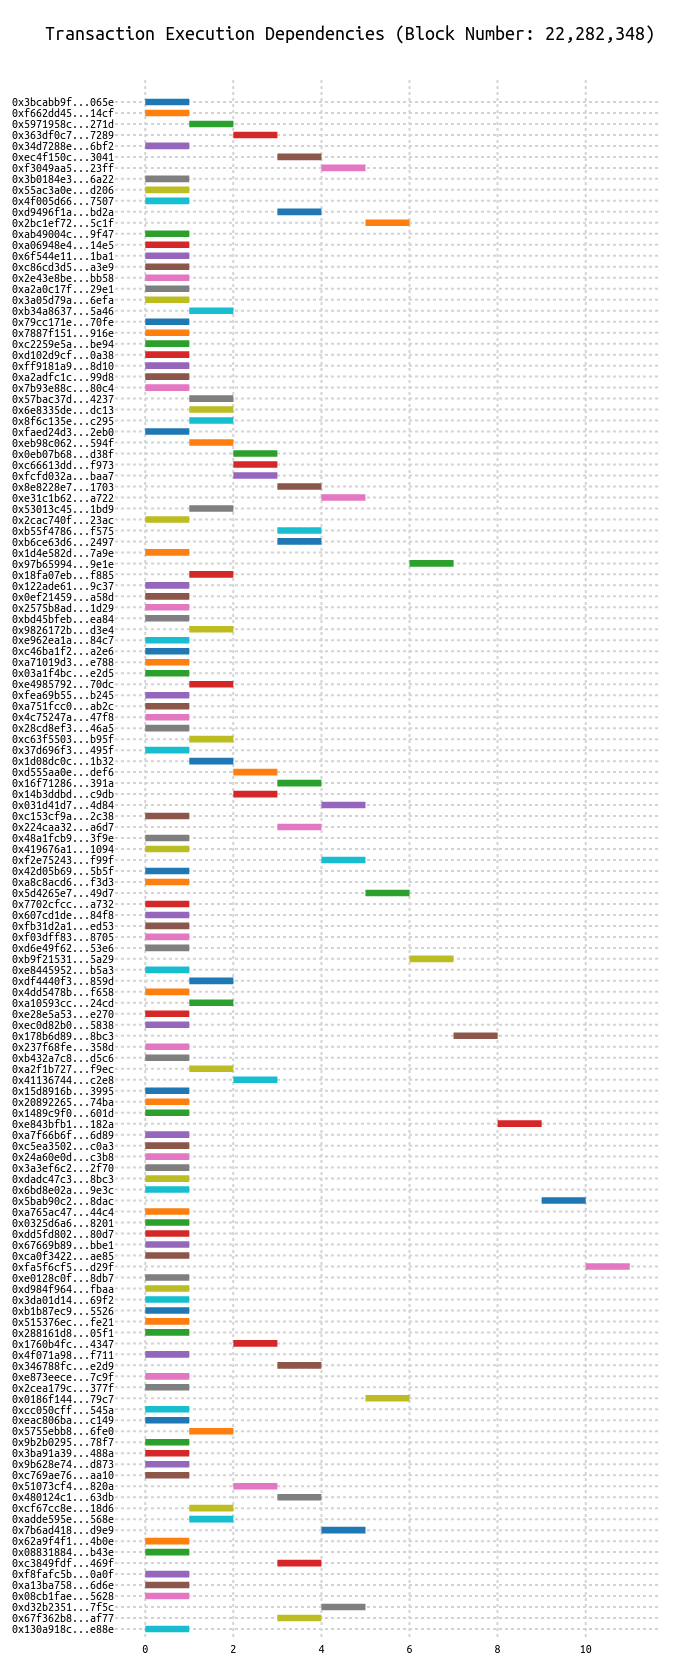 Transaction Execution Dependencies (Block Number: 22,282,348)
0x3bcabb9f...065e
0xf662dd45...14cf
0x5971958c...271d
0x363df0c7...7289
0x34d7288e...6bf2
0xec4f150c...3041
0xf3049aa5...23ff
0x3b0184e3...6a22
0x55ac3a0e...d206
0x4f005d66...7507
0xd9496f1a...bd2a
0x2bc1ef72...5c1f
0xab49004c...9f47
0xa06948e4...14e5
0x6f544e11...1ba1
0xc86cd3d5...a3e9
0x2e43e8be...bb58
0xa2a0c17f...29e1
0x3a05d79a...6efa
0xb34a8637...5a46
0x79cc171e...70fe
0x7887f151...916e
0xc2259e5a...be94
0xd102d9cf...0a38
0xff9181a9...8d10
0xa2adfc1c...99d8
0x7b93e88c...80c4
0x57bac37d...4237
0x6e8335de...dc13
0x8f6c135e...c295
0xfaed24d3...2eb0
0xeb98c062...594f
0x0eb07b68...d38f
0xc66613dd...f973
0xfcfd032a...baa7
0x8e8228e7...1703
0xe31c1b62...a722
0x53013c45...1bd9
0x2cac740f...23ac
0xb55f4786...f575
0xb6ce63d6...2497
0x1d4e582d...7a9e
0x97b65994...9e1e
0x18fa07eb...f885
0x122ade61...9c37
0x0ef21459...a58d
0x2575b8ad...1d29
0xbd45bfeb...ea84
0x9826172b...d3e4
0xe962ea1a...84c7
0xc46ba1f2...a2e6
0xa71019d3...e788
0x03a1f4bc...e2d5
0xe4985792...70dc
0xfea69b55...b245
0xa751fcc0...ab2c
0x4c75247a...47f8
0x28cd8ef3...46a5
0xc63f5503...b95f
0x37d696f3...495f
0x1d08dc0c...1b32
0xd555aa0e...def6
0x16f71286...391a
0x14b3ddbd...c9db
0x031d41d7...4d84
0xc153cf9a...2c38
0x224caa32...a6d7
0x48a1fcb9...3f9e
0x419676a1...1094
0xf2e75243...f99f
0x42d05b69...5b5f
0xa8c8acd6...f3d3
0x5d4265e7...49d7
0x7702cfcc...a732
0x607cd1de...84f8
0xfb31d2a1...ed53
0xf03dff83...8705
0xd6e49f62...53e6
0xb9f21531...5a29
0xe8445952...b5a3
0xdf4440f3...859d
0x4dd5478b...f658
0xa10593cc...24cd
0xe28e5a53...e270
0xec0d82b0...5838
0x178b6d89...8bc3
0x237f68fe...358d
0xb432a7c8...d5c6
0xa2f1b727...f9ec
0x41136744...c2e8
0x15d8916b...3995
0x20892265...74ba
0x1489c9f0...601d
0xe843bfb1...182a
0xa7f66b6f...6d89
0xc5ea3502...c0a3
0x24a60e0d...c3b8
0x3a3ef6c2...2f70
0xdadc47c3...8bc3
0x6bd8e02a...9e3c
0x5bab90c2...8dac
0xa765ac47...44c4
0x0325d6a6...8201
0xdd5fd802...80d7
0x67669b89...bbe1
0xca0f3422...ae85
0xfa5f6cf5...d29f
0xe0128c0f...8db7
0xd984f964...fbaa
0x3da01d14...69f2
0xb1b87ec9...5526
0x515376ec...fe21
0x288161d8...05f1
0x1760b4fc...4347
0x4f071a98...f711
0x346788fc...e2d9
0xe873eece...7c9f
0x2cea179c...377f
0x0186f144...79c7
0xcc050cff...545a
0xeac806ba...c149
0x5755ebb8...6fe0
0x9b2b0295...78f7
0x3ba91a39...488a
0x9b628e74...d873
0xc769ae76...aa10
0x51073cf4...820a
0x480124c1...63db
0xcf67cc8e...18d6
0xadde595e...568e
0x7b6ad418...d9e9
0x62a9f4f1...4b0e
0x08831884...b43e
0xc3849fdf...469f
0xf8fafc5b...0a0f
0xa13ba758...6d6e
0x08cb1fae...5628
0xd32b2351...7f5c
0x67f362b8...af77
0x130a918c...e88e
0 2 4 6 8 10